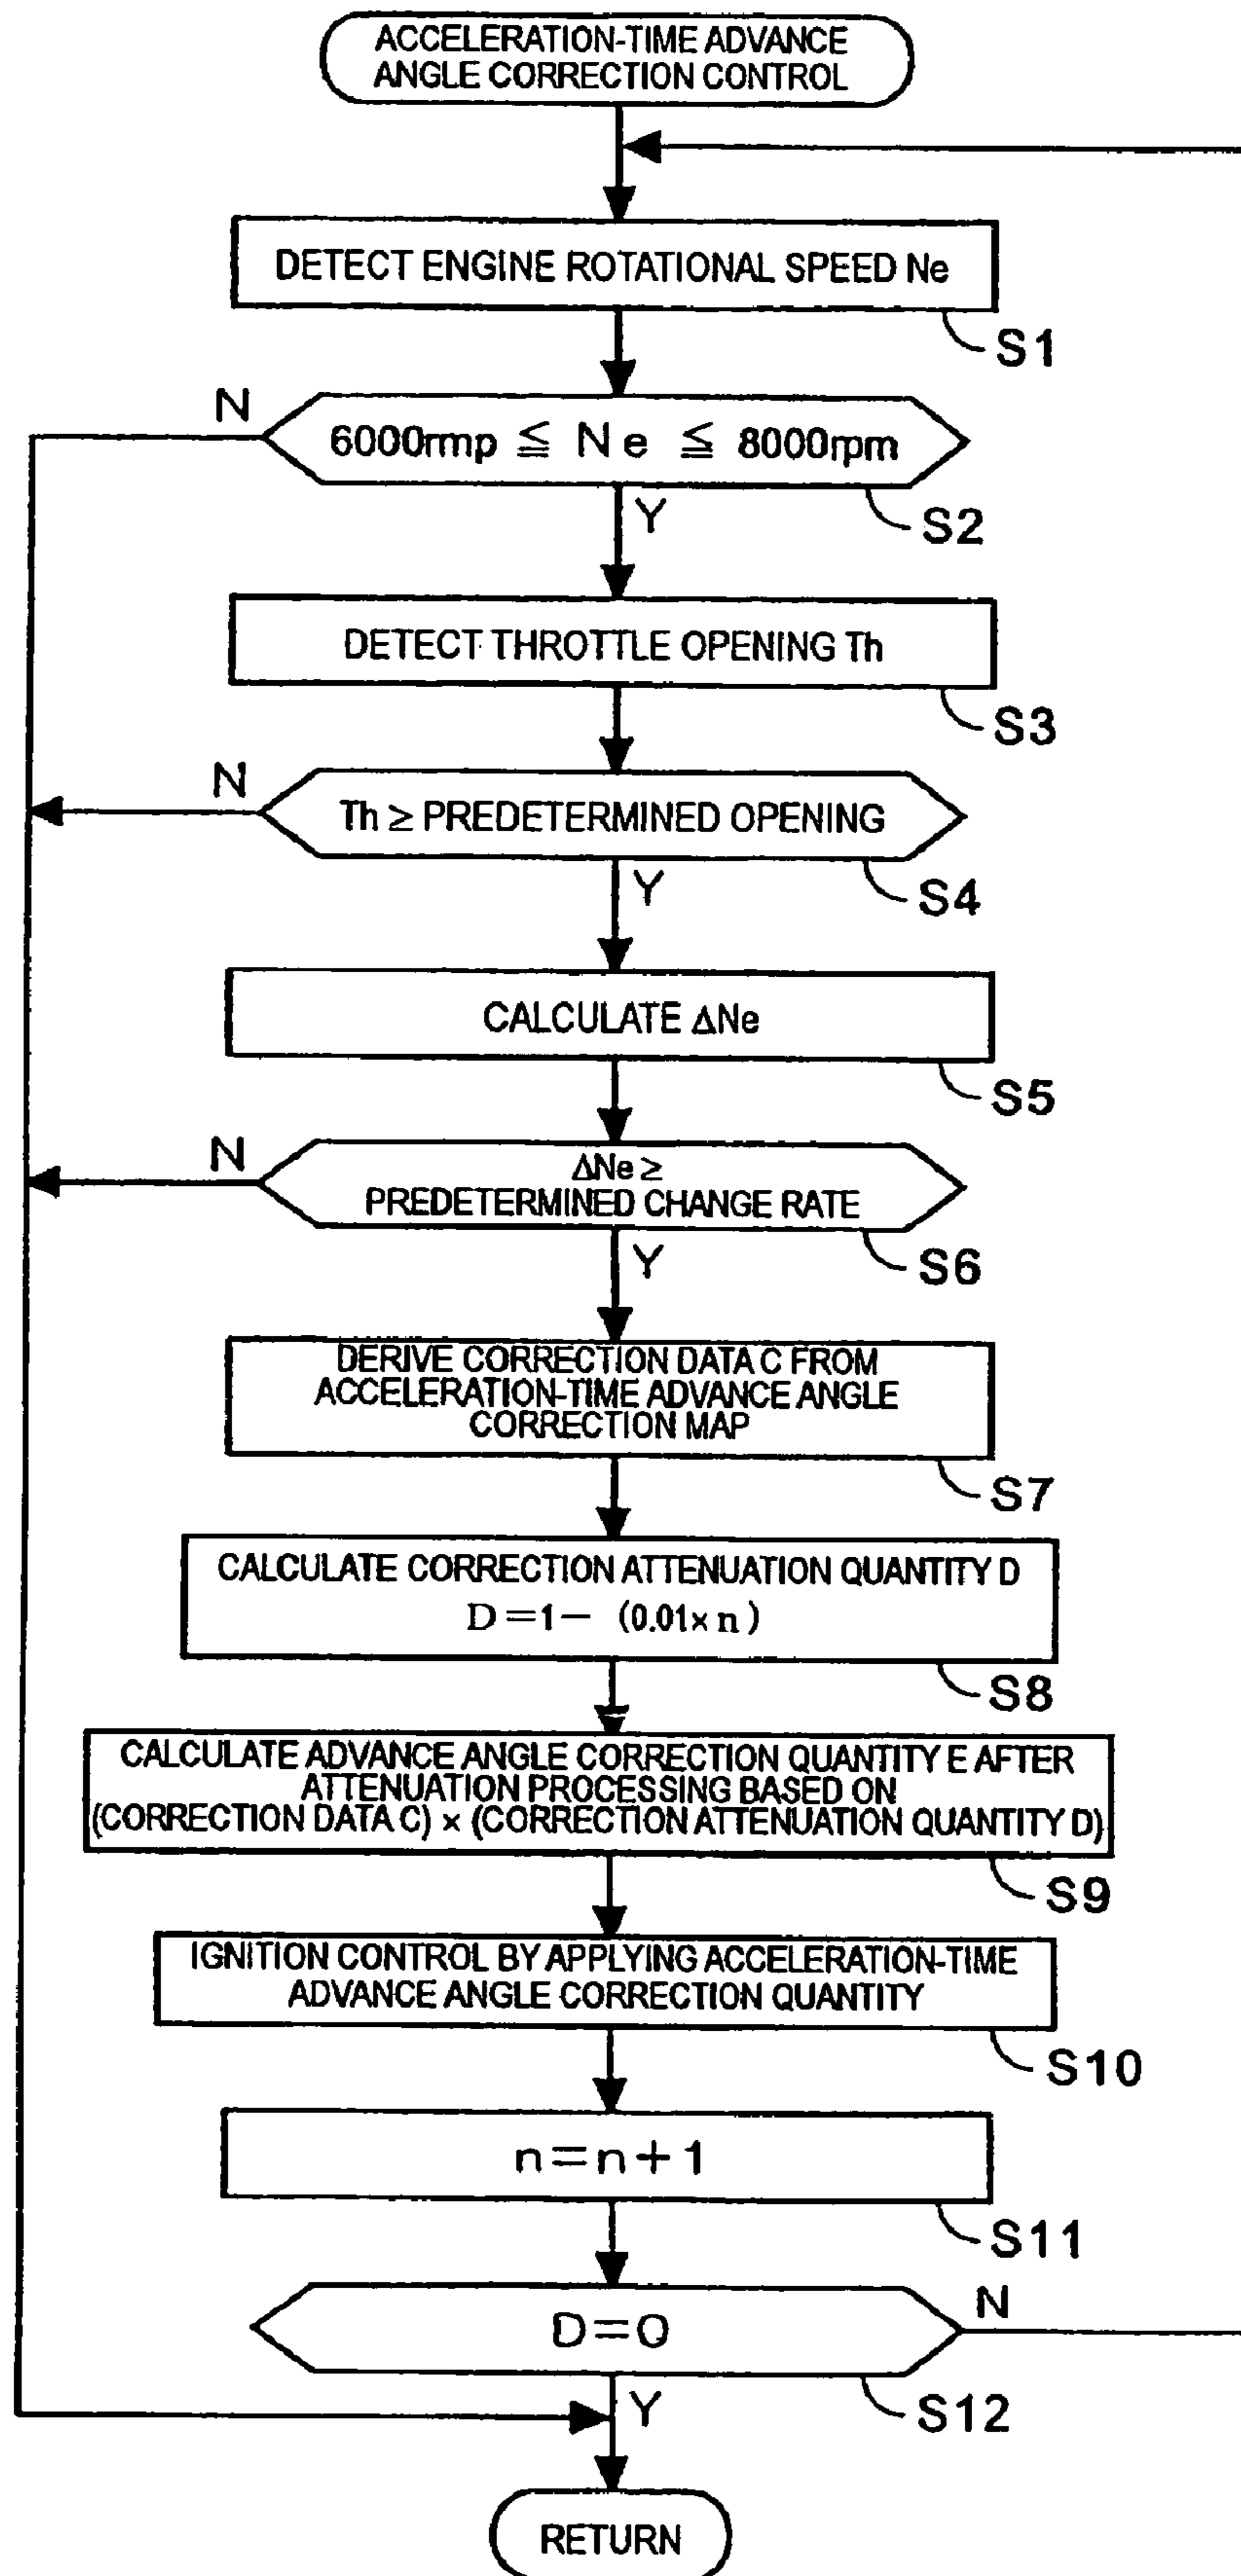 ACCELERATION-TIME ADVANCE
ANGLE CORRECTION CONTROL
DETECT ENGINE ROTATIONAL SPEED Ne
S1
N
6000rmp ≦ Ne ≦ 8000rpm
Y
S2
DETECT THROTTLE OPENING Th
S3
N
Th ≥ PREDETERMINED OPENING
Y
S4
CALCULATE ΔNe
S5
N
ΔNe ≥
PREDETERMINED CHANGE RATE
Y
S6
DERIVE CORRECTION DATA C FROM
ACCELERATION-TIME ADVANCE ANGLE
CORRECTION MAP
S7
CALCULATE CORRECTION ATTENUATION QUANTITY D
D=1- (0.01×n)
S8
CALCULATE ADVANCE ANGLE CORRECTION QUANTITY E AFTER
ATTENUATION PROCESSING BASED ON
(CORRECTION DATA C) × (CORRECTION ATTENUATION QUANTITY D)
S9
IGNITION CONTROL BY APPLYING ACCELERATION-TIME
ADVANCE ANGLE CORRECTION QUANTITY
S10
n=n+1
S11
D=0
N
Y
S12
RETURN